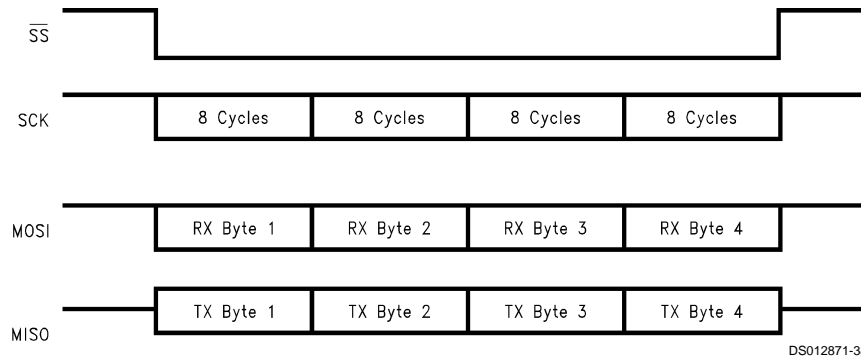 S̅S̅
SCK 8 Cycles 8 Cycles 8 Cycles 8 Cycles
MOSI RX Byte 1 RX Byte 2 RX Byte 3 RX Byte 4
MISO TX Byte 1 TX Byte 2 TX Byte 3 TX Byte 4
DS012871-3